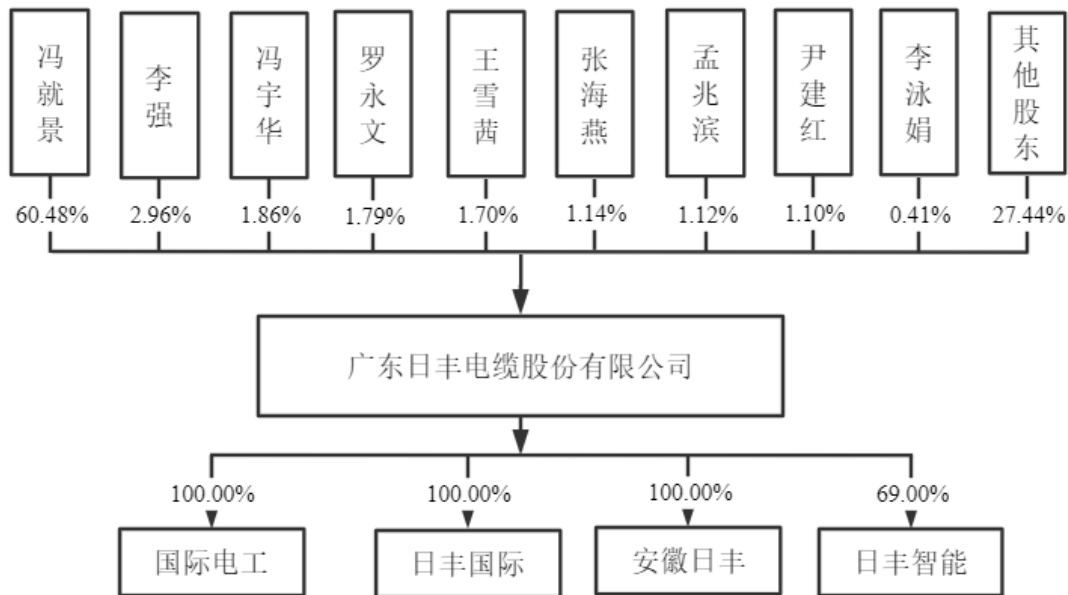 冯就景
李强
冯宇华
罗永文
王雪茜
张海燕
孟兆滨
尹建红
李泳娟
其他股东
60.48%
2.96%
1.86%
1.79%
1.70%
1.14%
1.12%
1.10%
0.41%
27.44%
广东日丰电缆股份有限公司
100.00%
100.00%
100.00%
69.00%
国际电工
日丰国际
安徽日丰
日丰智能